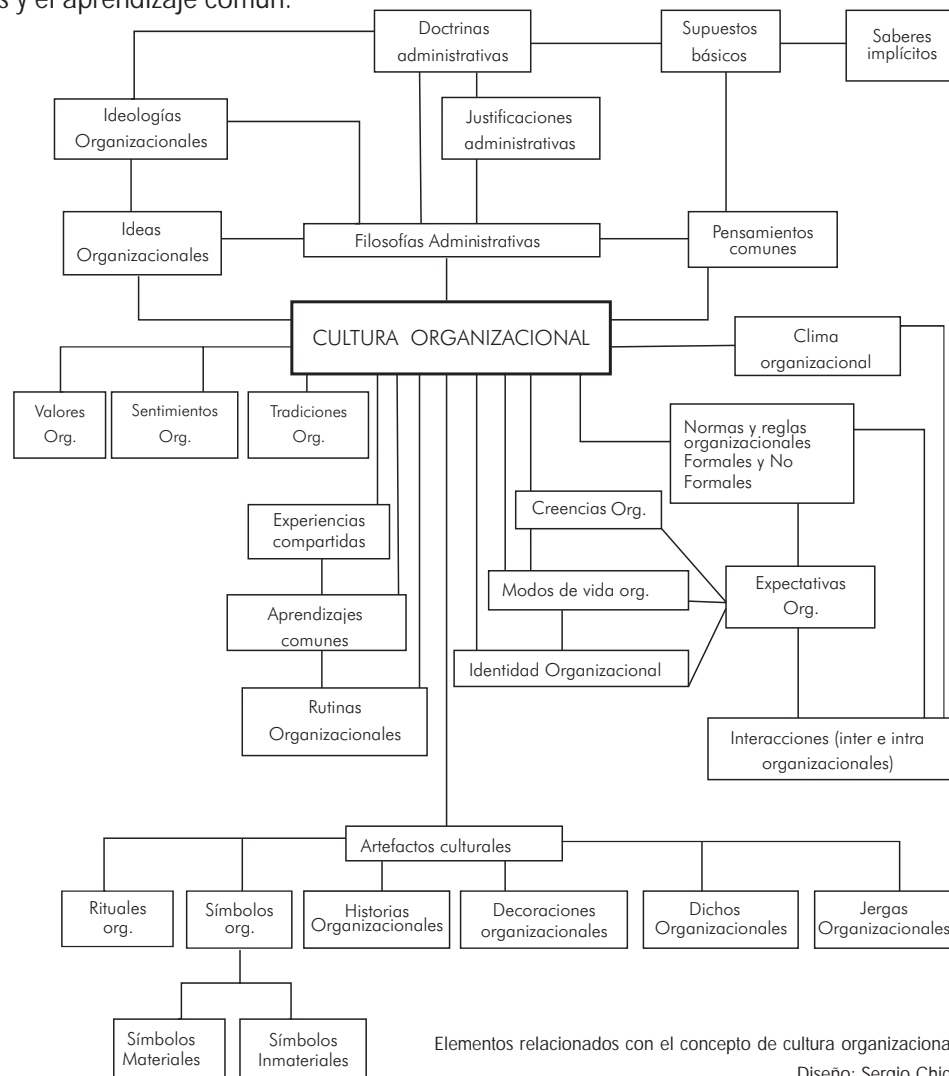 s y el aprendizaje común.
Doctrinas
administrativas
Supuestos
básicos
Saberes
implícitos
Ideologías
Organizacionales
Justificaciones
administrativas
Ideas
Organizacionales
Filosofías Administrativas
Pensamientos
comunes
CULTURA ORGANIZACIONAL
Clima
organizacional
Valores
Org.
Sentimientos
Org.
Tradiciones
Org.
Normas y reglas
organizacionales
Formales y No
Formales
Experiencias
compartidas
Creencias Org.
Modos de vida org.
Expectativas
Org.
Aprendizajes
comunes
Identidad Organizacional
Rutinas
Organizacionales
Interacciones (inter e intra
organizacionales)
Artefactos culturales
Rituales
org.
Símbolos
org.
Historias
Organizacionales
Decoraciones
organizacionales
Dichos
Organizacionales
Jergas
Organizacionales
Símbolos
Materiales
Símbolos
Inmateriales
Elementos relacionados con el concepto de cultura organizaciona
Diseño: Sergio Chic